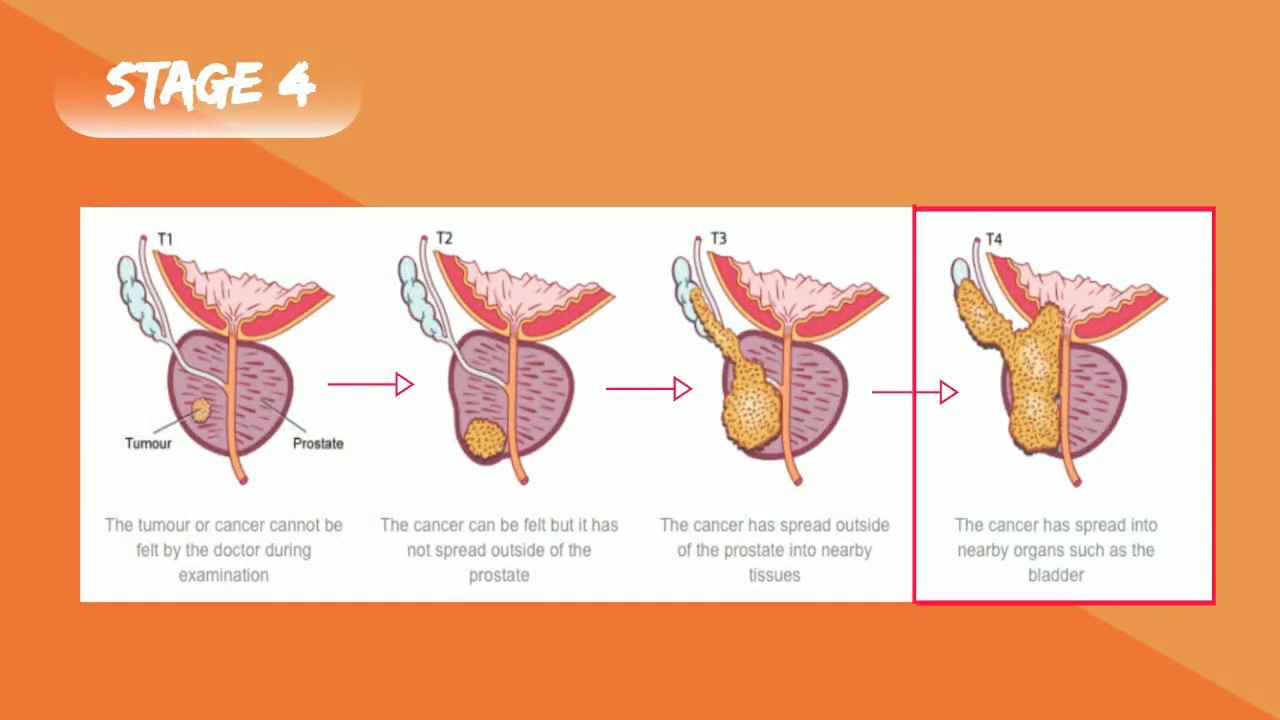 STAGE 4
T1
T2
T3
T4
Tumour
Prostate
The tumour or cancer cannot be
felt by the doctor during
examination
The cancer can be felt but it has
not spread outside of the
prostate
The cancer has spread outside
of the prostate into nearby
tissues
The cancer has spread into
nearby organs such as the
bladder